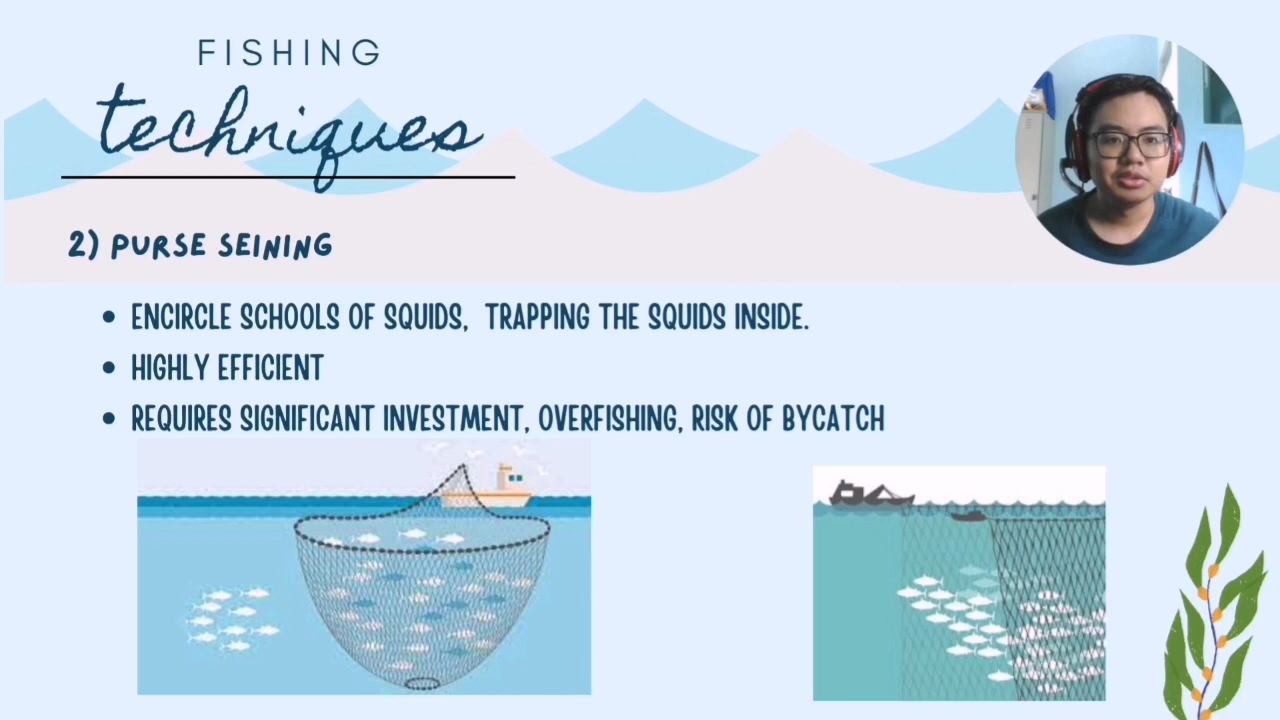 FISHING
techniques
2) PURSE SEINING
• ENCIRCLE SCHOOLS OF SQUIDS,  TRAPPING THE SQUIDS INSIDE.
• HIGHLY EFFICIENT
• REQUIRES SIGNIFICANT INVESTMENT, OVERFISHING, RISK OF BYCATCH